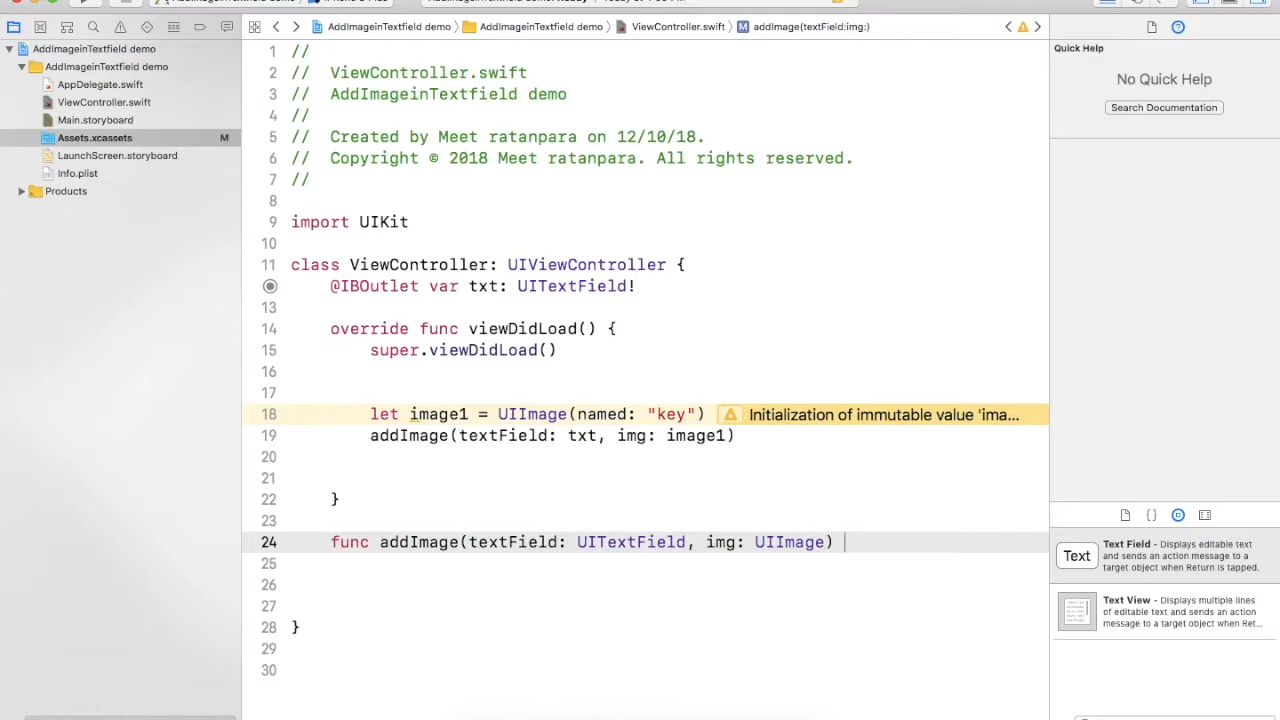 AddImageinTextfield demo
AddImageinTextfield demo
ViewController.swift
addImage(textField:img:)
AddImageinTextfield demo
AddImageinTextfield demo
AppDelegate.swift
ViewController.swift
Main.storyboard
Assets.xcassets
M
LaunchScreen.storyboard
Info.plist
Products
1 //
2 // ViewController.swift
3 // AddImageinTextfield demo
4 //
5 // Created by Meet ratanpara on 12/10/18.
6 // Copyright © 2018 Meet ratanpara. All rights reserved.
7 //
8
9 import UIKit
10
11 class ViewController: UIViewController {
@IBOutlet var txt: UITextField!
13
14 override func viewDidLoad() {
15 super.viewDidLoad()
16
17
18 let image1 = UIImage(named: "key") Initialization of immutable value 'ima...
19 addImage(textField: txt, img: image1)
20
21
22 }
23
24 func addImage(textField: UITextField, img: UIImage)
25
26
27
28 }
29
30
Quick Help
No Quick Help
Search Documentation
Text
Text Field - Displays editable text
and sends an action message to a
target object when Return is tapped.
Text View - Displays multiple lines
of editable text and sends an action
message to a target object when Ret...